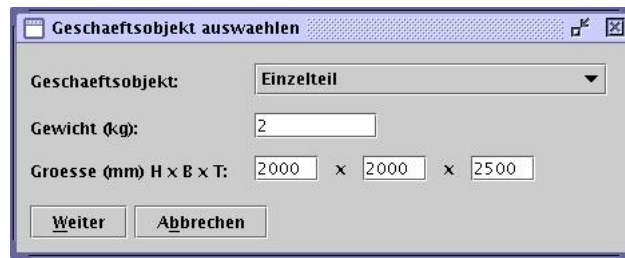 Geschaeftsobjekt auswaehlen
Geschaeftsobjekt: Einzelteil
Gewicht (kg): 2
Groesse (mm) H x B x T: 2000 x 2000 x 2500
Weiter Abbrechen